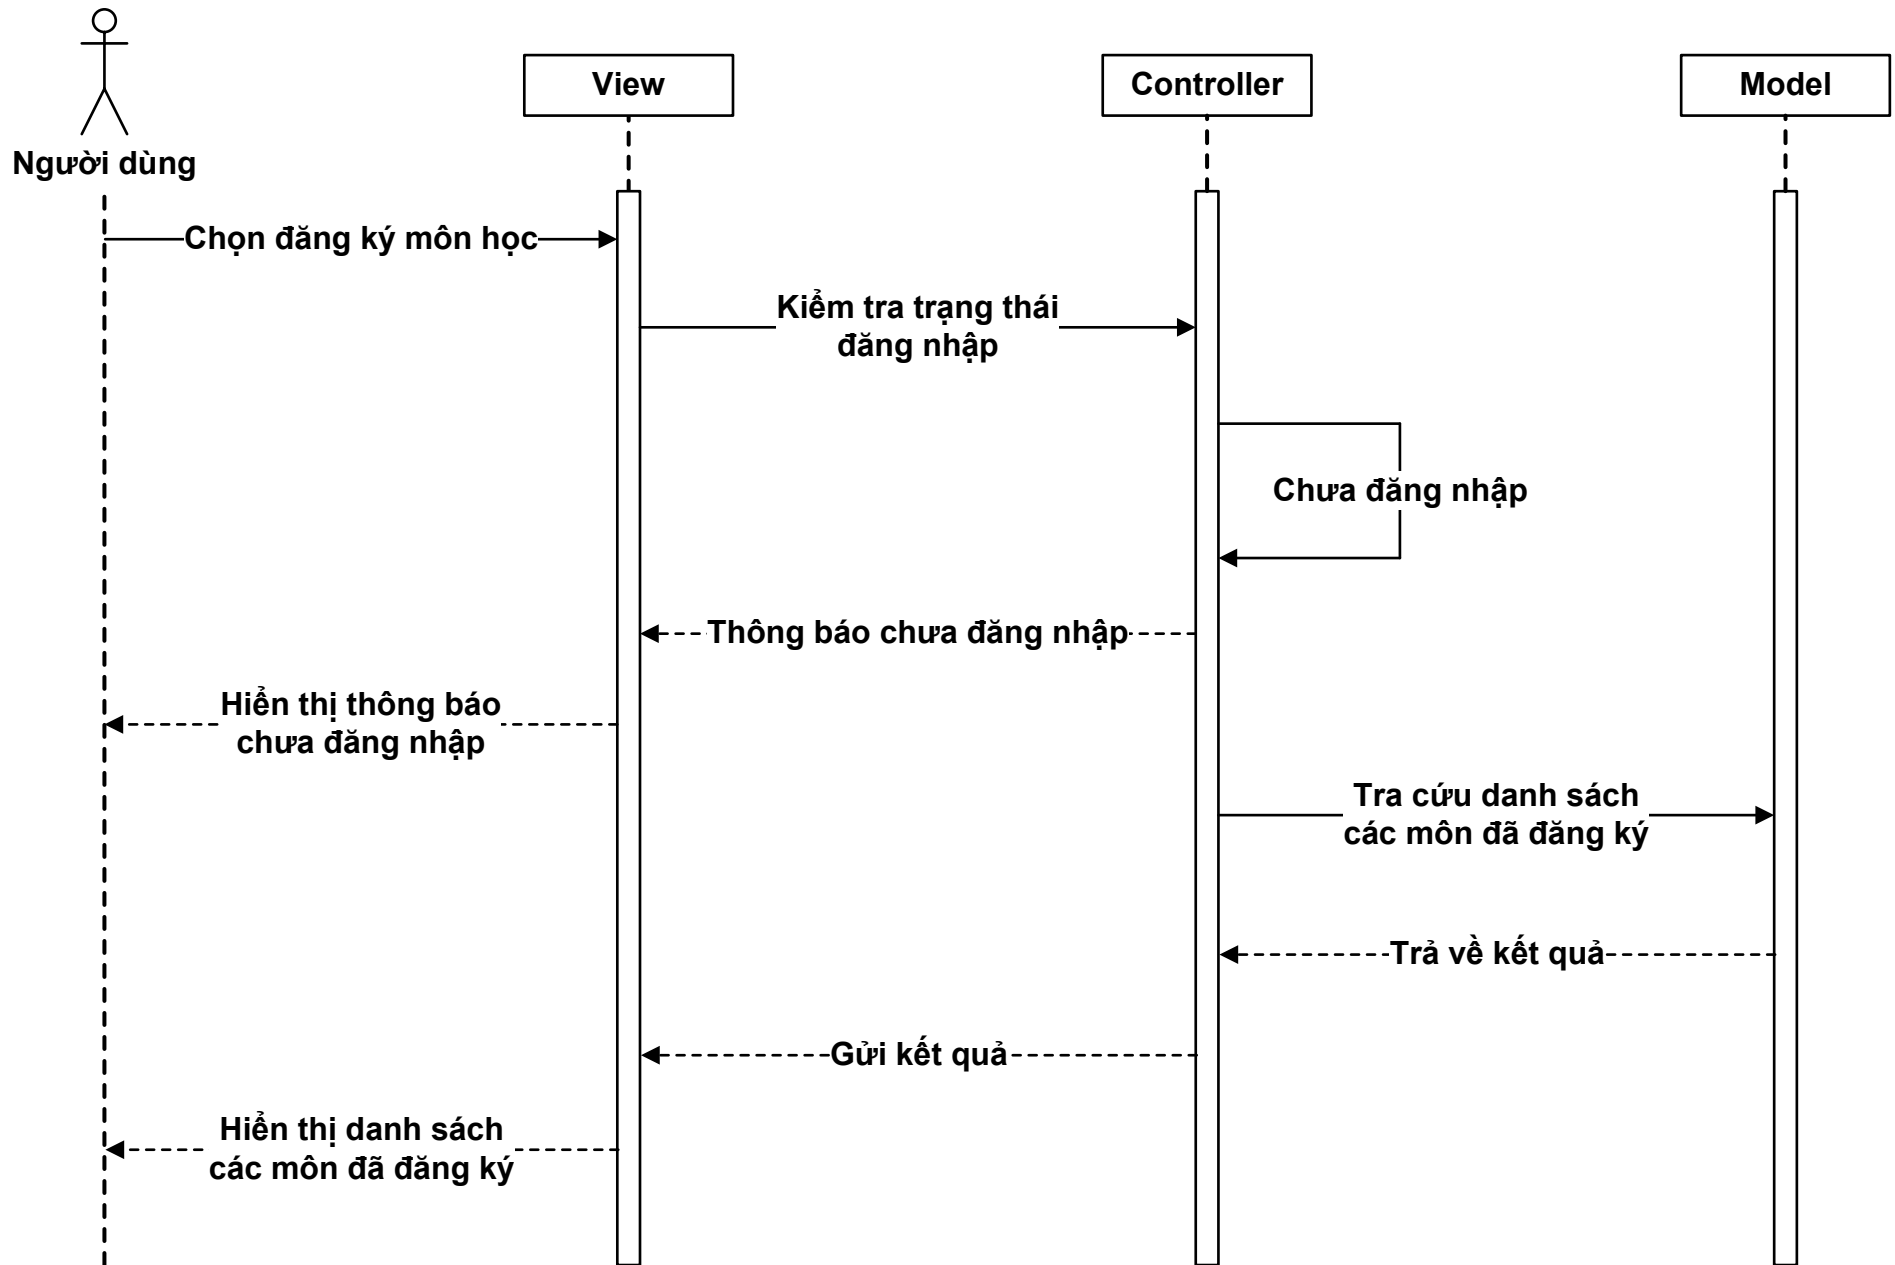 View
Controller
Model
Người dùng
Chọn đăng ký môn học
Kiểm tra trạng thái
đăng nhập
Chưa đăng nhập
Thông báo chưa đăng nhập
Hiển thị thông báo
chưa đăng nhập
Tra cứu danh sách
các môn đã đăng ký
Trả về kết quả
Gửi kết quả
Hiển thị danh sách
các môn đã đăng ký